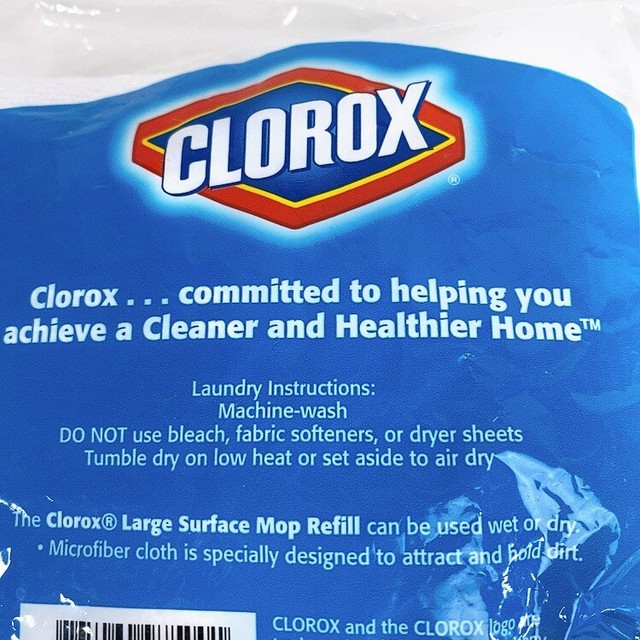 CLOROX
®
Clorox . . . committed to helping you
achieve a Cleaner and Healthier Home™
Laundry Instructions:
Machine-wash
DO NOT use bleach, fabric softeners, or dryer sheets
Tumble dry on low heat or set aside to air dry
The Clorox® Large Surface Mop Refill can be used wet or dry.
• Microfiber cloth is specially designed to attract and hold dirt.
CLOROX and the CLOROX logo